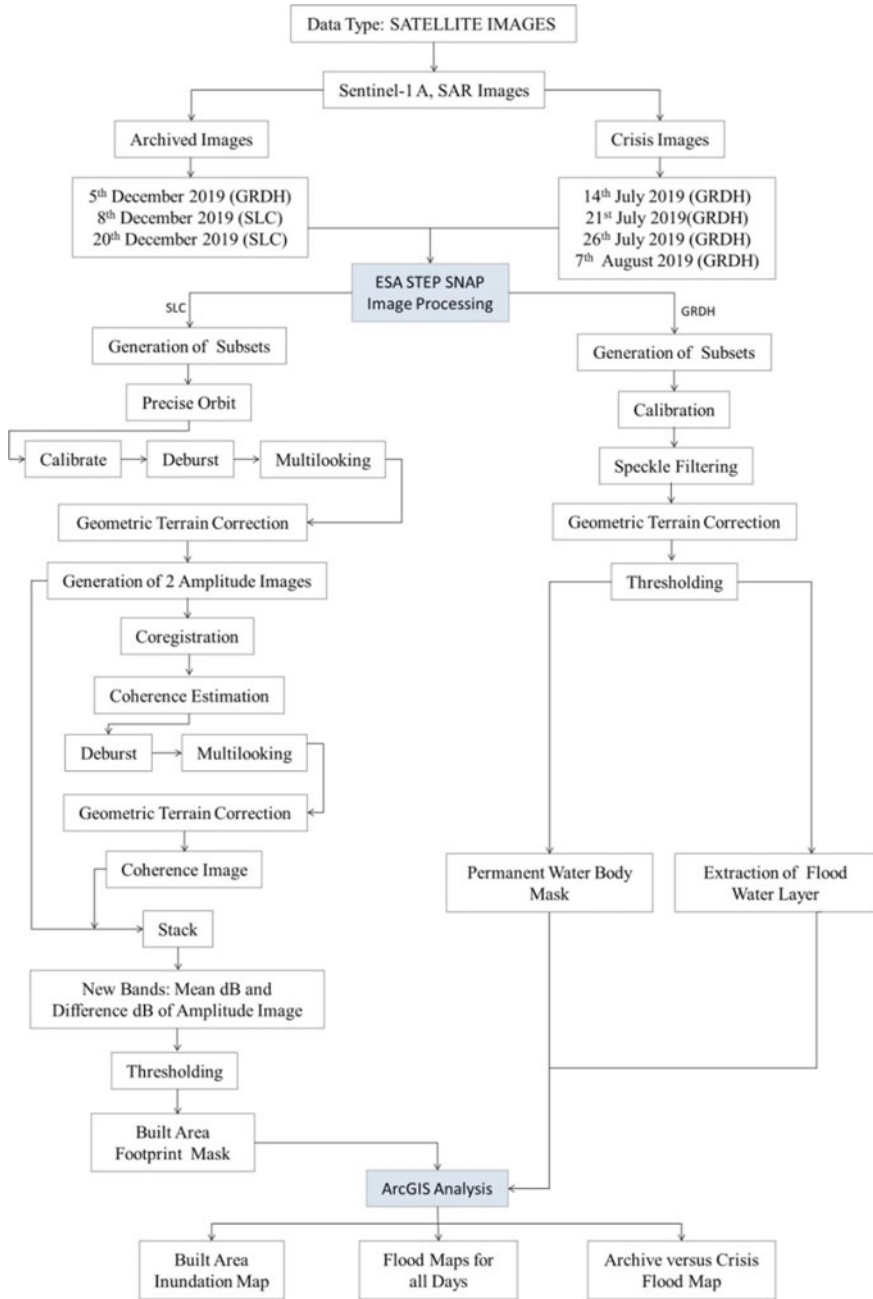 Data Type: SATELLITE IMAGES
Sentinel-1 A, SAR Images
Archived Images
Crisis Images
5th December 2019 (GRDH)
8th December 2019 (SLC)
20th December 2019 (SLC)
14th July 2019 (GRDH)
21st July 2019(GRDH)
26th July 2019 (GRDH)
7th August 2019 (GRDH)
ESA STEP SNAP
Image Processing
SLC
GRDH
Generation of Subsets
Precise Orbit
Calibrate
Deburst
Multilooking
Geometric Terrain Correction
Generation of 2 Amplitude Images
Coregistration
Coherence Estimation
Deburst
Multilooking
Geometric Terrain Correction
Coherence Image
Stack
New Bands: Mean dB and
Difference dB of Amplitude Image
Thresholding
Built Area
Footprint Mask
Generation of Subsets
Calibration
Speckle Filtering
Geometric Terrain Correction
Thresholding
Permanent Water Body
Mask
Extraction of Flood
Water Layer
ArcGIS Analysis
Built Area
Inundation Map
Flood Maps for
all Days
Archive versus Crisis
Flood Map